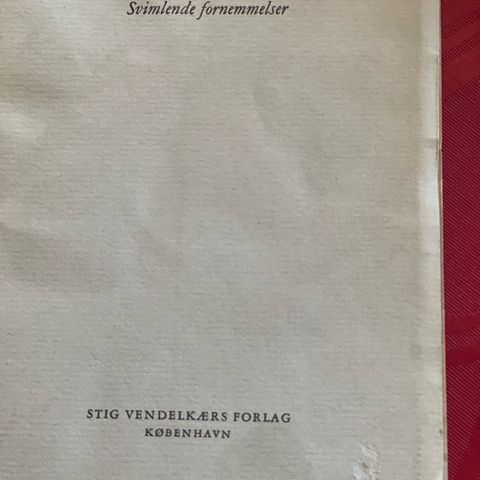 Svimlende fornemmelser
STIG VENDELKÆRS FORLAG
KØBENHAVN